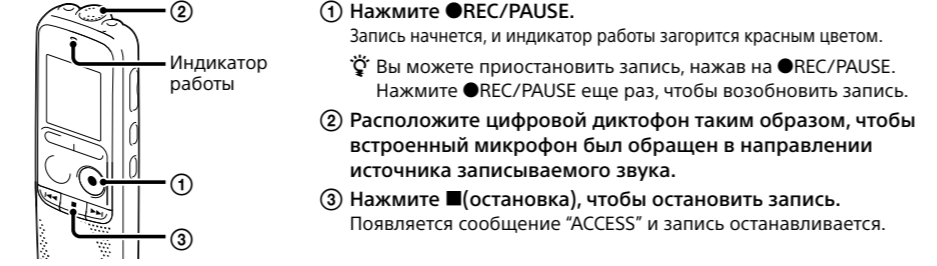 ②
Индикатор
работы
①
③
① Нажмите ●REC/PAUSE.
Запись начнется, и индикатор работы загорится красным цветом.
Вы можете приостановить запись, нажав на ●REC/PAUSE.
Нажмите ●REC/PAUSE еще раз, чтобы возобновить запись.
② Расположите цифровой диктофон таким образом, чтобы
встроенный микрофон был обращен в направлении
источника записываемого звука.
③ Нажмите ■(остановка), чтобы остановить запись.
Появляется сообщение “ACCESS” и запись останавливается.